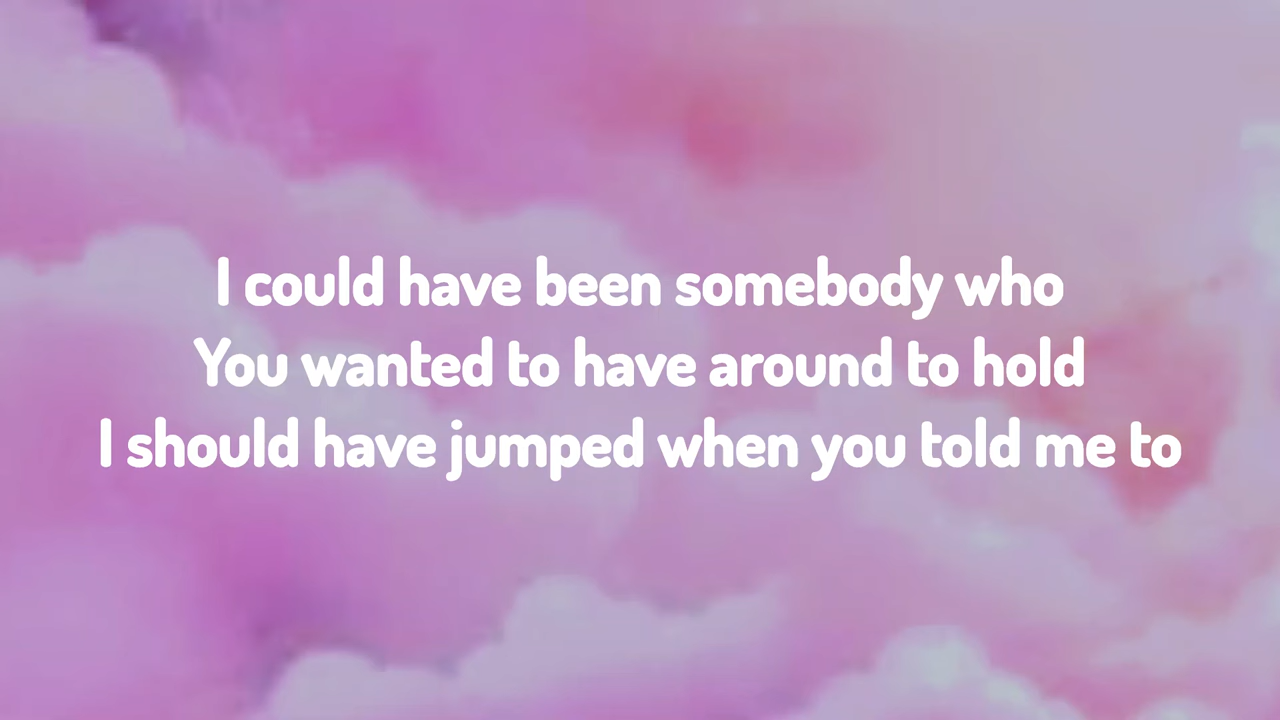 I could have been somebody who
You wanted to have around to hold
I should have jumped when you told me to